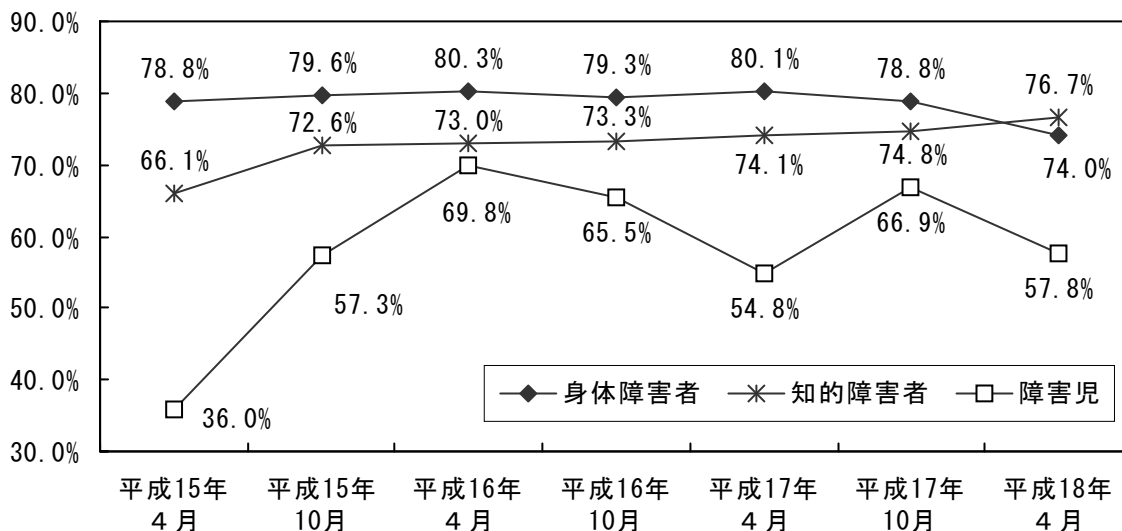 90.0%
80.0%
70.0%
60.0%
50.0%
40.0%
30.0%
78.8% 79.6% 80.3% 79.3% 80.1% 78.8% 76.7%
66.1% 72.6% 73.0% 73.3% 74.1% 74.8% 74.0%
36.0% 57.3% 69.8% 65.5% 54.8% 66.9% 57.8%
身体障害者 知的障害者 障害児
平成15年 平成15年 平成16年 平成16年 平成17年 平成17年 平成18年
4月 10月 4月 10月 4月 10月 4月